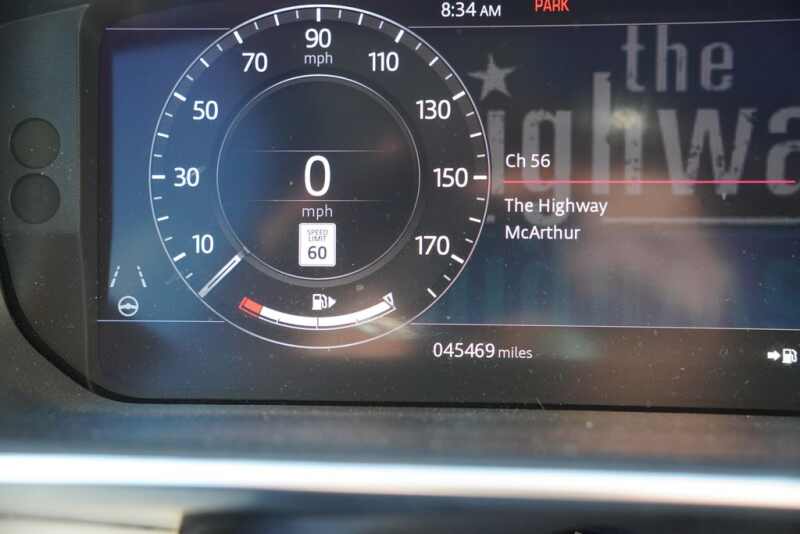 8:34 AM
PARK
90
mph
70
110
50
130
30
150
10
170
0
mph
SPEED
LIMIT
60
the
highwa
Ch 56
The Highway
McArthur
045469 miles